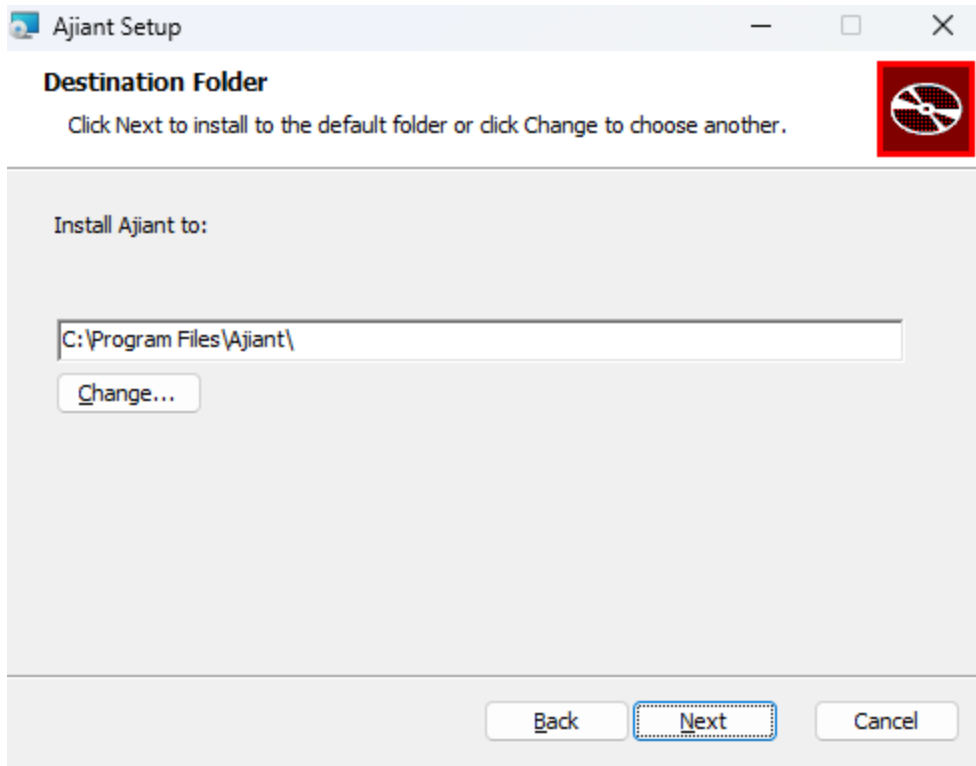 Ajiant Setup
Destination Folder
Click Next to install to the default folder or click Change to choose another.
Install Ajiant to:
C:\Program Files\Ajiant\
Change...
Back Next Cancel